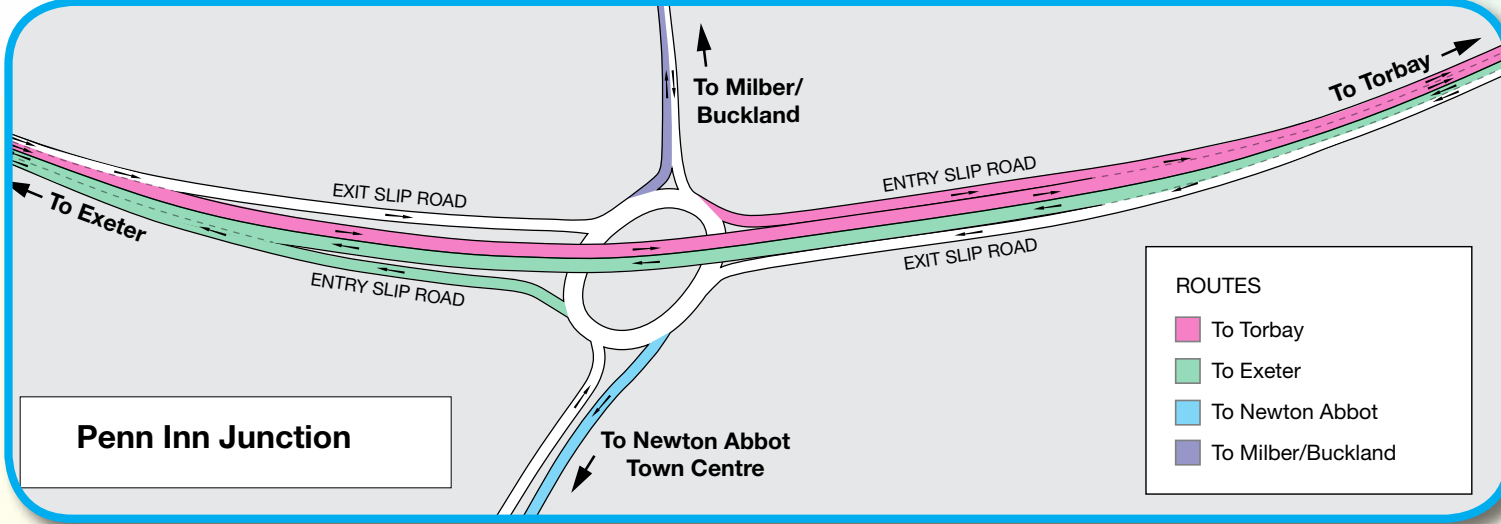 To Milber/
Buckland
To Torbay
EXIT SLIP ROAD
ENTRY SLIP ROAD
To Exeter
ENTRY SLIP ROAD
EXIT SLIP ROAD
ROUTES
To Torbay
To Exeter
To Newton Abbot
To Milber/Buckland
Penn Inn Junction
To Newton Abbot
Town Centre